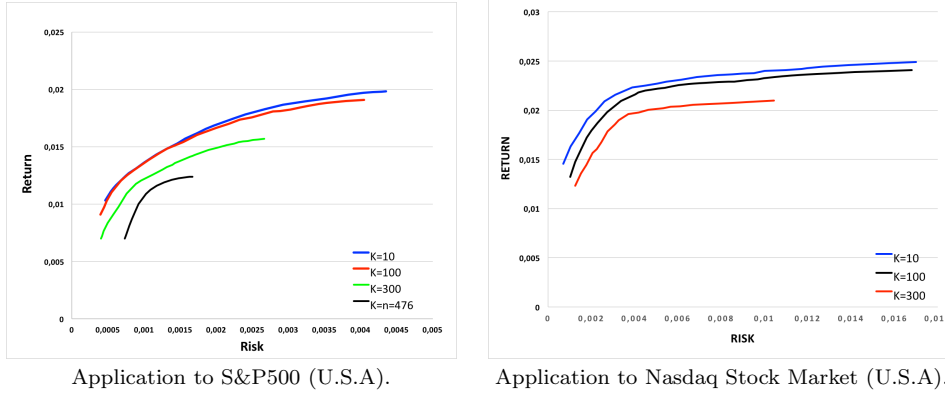 0,025
0,02
0,015
0,01
0,005
0
Return
0 0,0005 0,001 0,0015 0,002 0,0025 0,003 0,0035 0,004 0,0045 0,005
Risk
K=10
K=100
K=300
K=n=476
Application to S&P500 (U.S.A).
0,03
0,025
0,02
0,015
0,01
0,005
0
RETURN
0 0,002 0,004 0,006 0,008 0,01 0,012 0,014 0,016 0,01
RISK
K=10
K=100
K=300
Application to Nasdaq Stock Market (U.S.A).